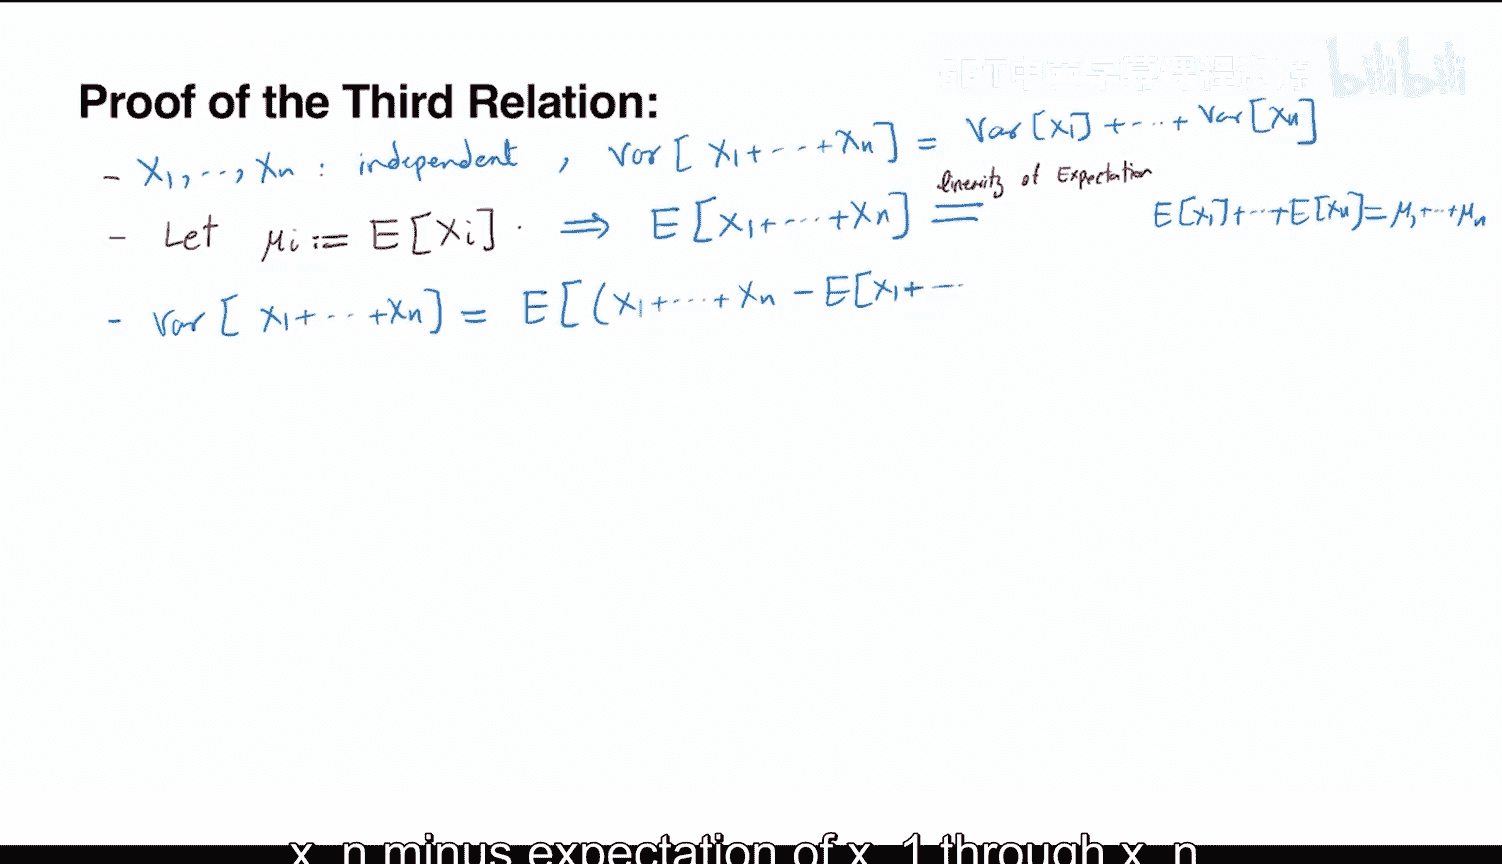 bilibili
Proof of the Third Relation:
- X₁, ..., Xₙ : independent , Var [ X₁+ --- +Xₙ ] = Var [X₁] + --- + Var [Xₙ]
linearity of Expectation
- Let μᵢ := E[Xᵢ] . ⇒ E [X₁+ --- +Xₙ] = E[X₁]+--+E[Xₙ]= μ₁+--+μₙ
- Var [ X₁+ -- +Xₙ] = E [ (X₁+ --- + Xₙ - E[X₁+ ---
x_n minus expectation of x_1 through x_n